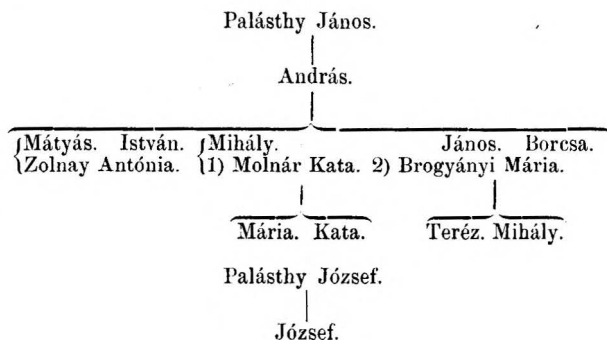 Palásthy János.
András.
Mátyás. István. Mihály. János. Borcsa.
Zolnay Antónia. 1) Molnár Kata. 2) Brogyányi Mária.
Mária. Kata. Teréz. Mihály.
Palásthy József.
József.